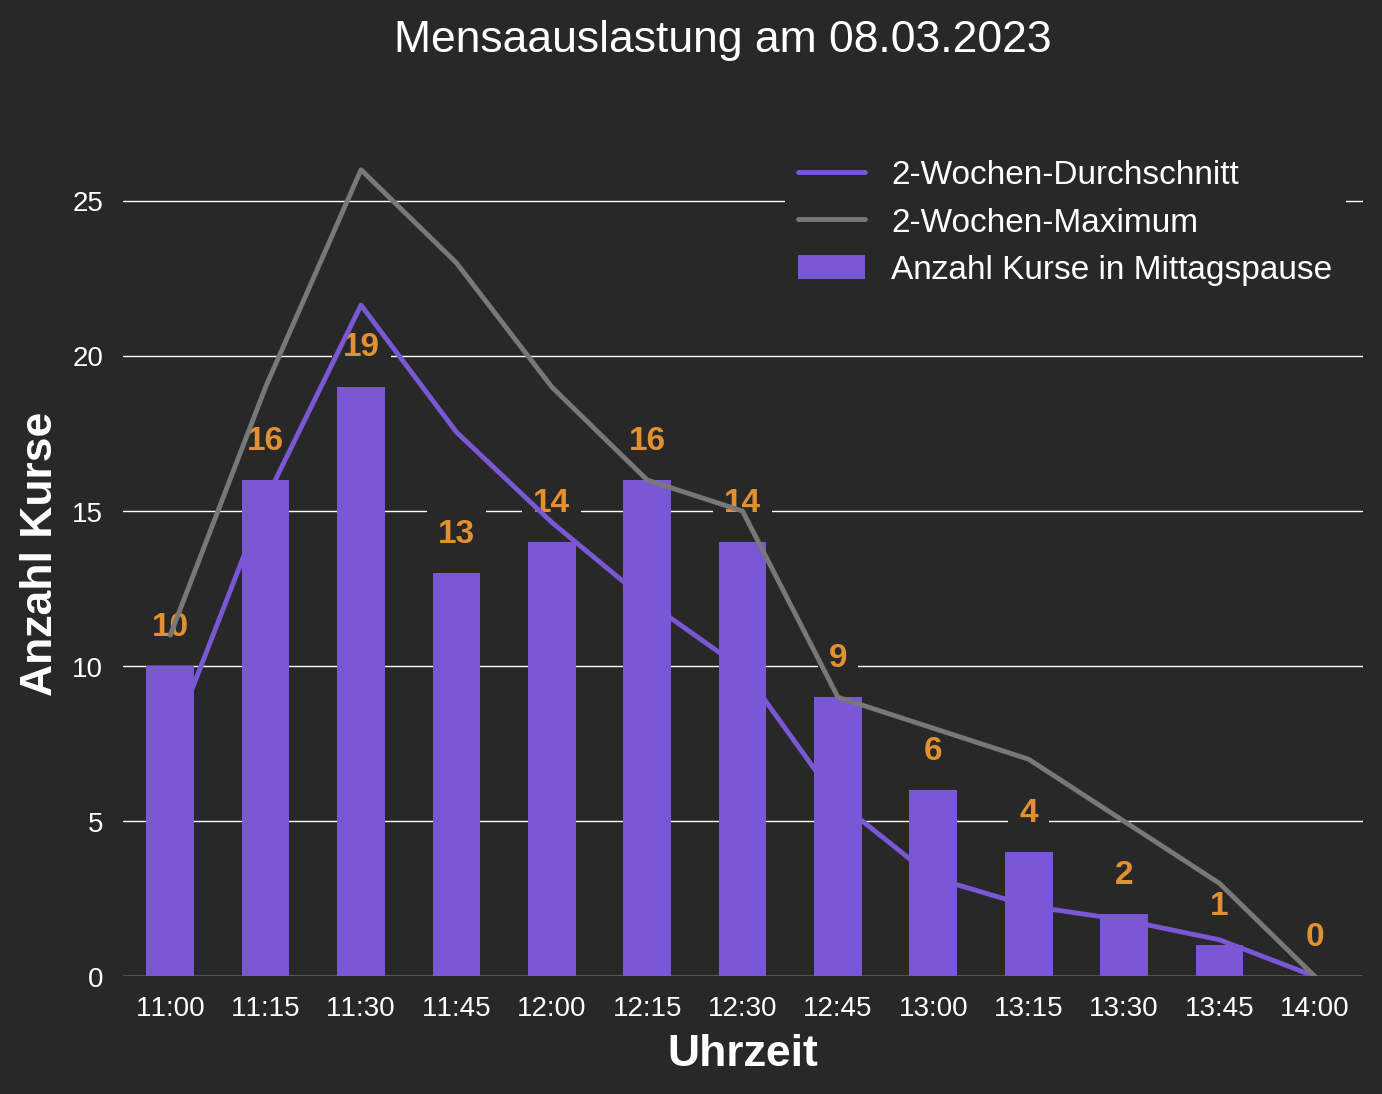 Mensaauslastung am 08.03.2023
2-Wochen-Durchschnitt
2-Wochen-Maximum
Anzahl Kurse in Mittagspause
Anzahl Kurse
25
20
15
10
5
0
10
16
19
13
14
16
14
9
6
4
2
1
0
11:00 11:15 11:30 11:45 12:00 12:15 12:30 12:45 13:00 13:15 13:30 13:45 14:00
Uhrzeit